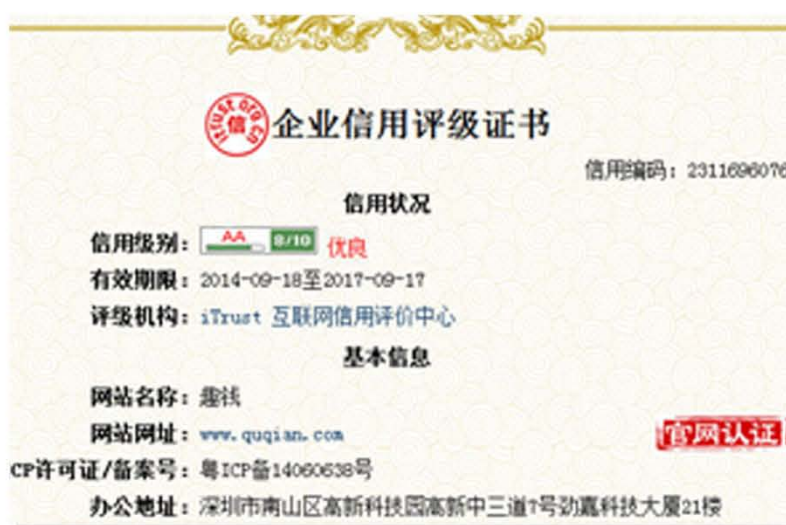 iTrust.org.cn
信
企业信用评级证书
信用编码：2311696076
信用状况
信用级别： AA 8/10 优良
有效期限：2014-09-18至2017-09-17
评级机构：iTrust 互联网信用评价中心
基本信息
网站名称：趣钱
网站网址：www.quqian.com
官网认证
CP许可证/备案号：粤ICP备14060638号
办公地址：深圳市南山区高新科技园高新中三道7号劲嘉科技大厦21楼